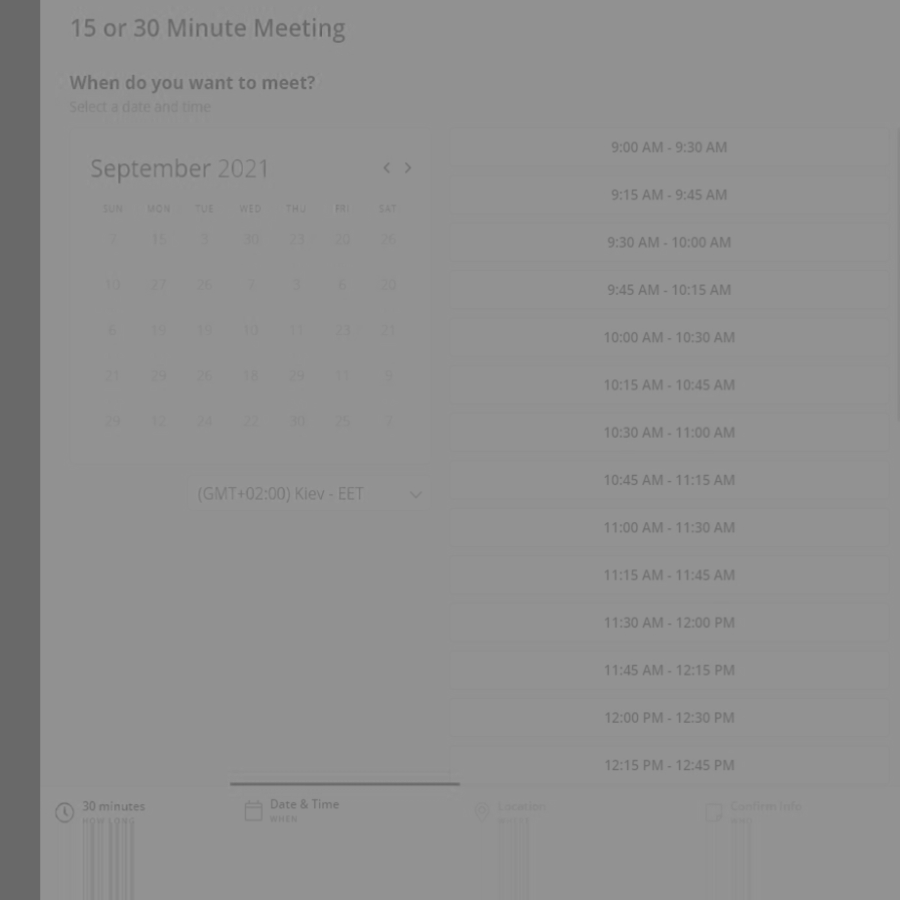 15 or 30 Minute Meeting
When do you want to meet?
Select a date and time
September 2021
SUN MON TUE WED THU FRI SAT
7 15 3 30 23 20 25
10 27 26 7 3 6 20
8 19 10 11 23 21
21 29 26 18 29 11 9
29 12 24 22 30 25 2
(GMT+02:00) Kiev - EET
9:00 AM - 9:30 AM
9:15 AM - 9:45 AM
9:30 AM - 10:00 AM
9:45 AM - 10:15 AM
10:00 AM - 10:30 AM
10:15 AM - 10:45 AM
10:30 AM - 11:00 AM
10:45 AM - 11:15 AM
11:00 AM - 11:30 AM
11:15 AM - 11:45 AM
11:30 AM - 12:00 PM
11:45 AM - 12:15 PM
12:00 PM - 12:30 PM
12:15 PM - 12:45 PM
30 minutes
HOW LONG
Date & Time
WHEN
Location
WHERE
Confirm Info
WHO